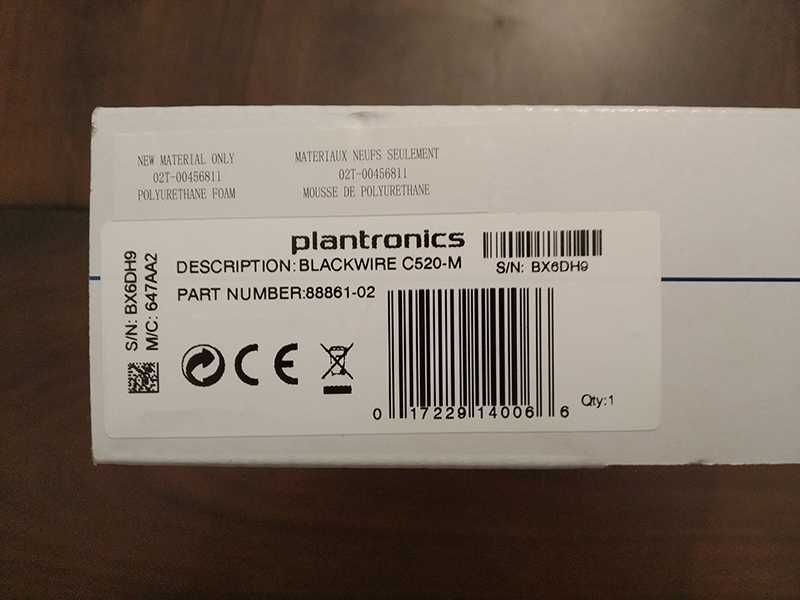 NEW MATERIAL ONLY
02T-00456811
POLYURETHANE FOAM
MATERIAUX NEUFS SEULEMENT
02T-00456811
MOUSSE DE POLYURETHANE
plantronics
DESCRIPTION: BLACKWIRE C520-M
PART NUMBER:88861-02
S/N: BX6DH9
S/N: BX6DH9
M/C: 647AA2
CE
0 17229 14006 6
Qty:1